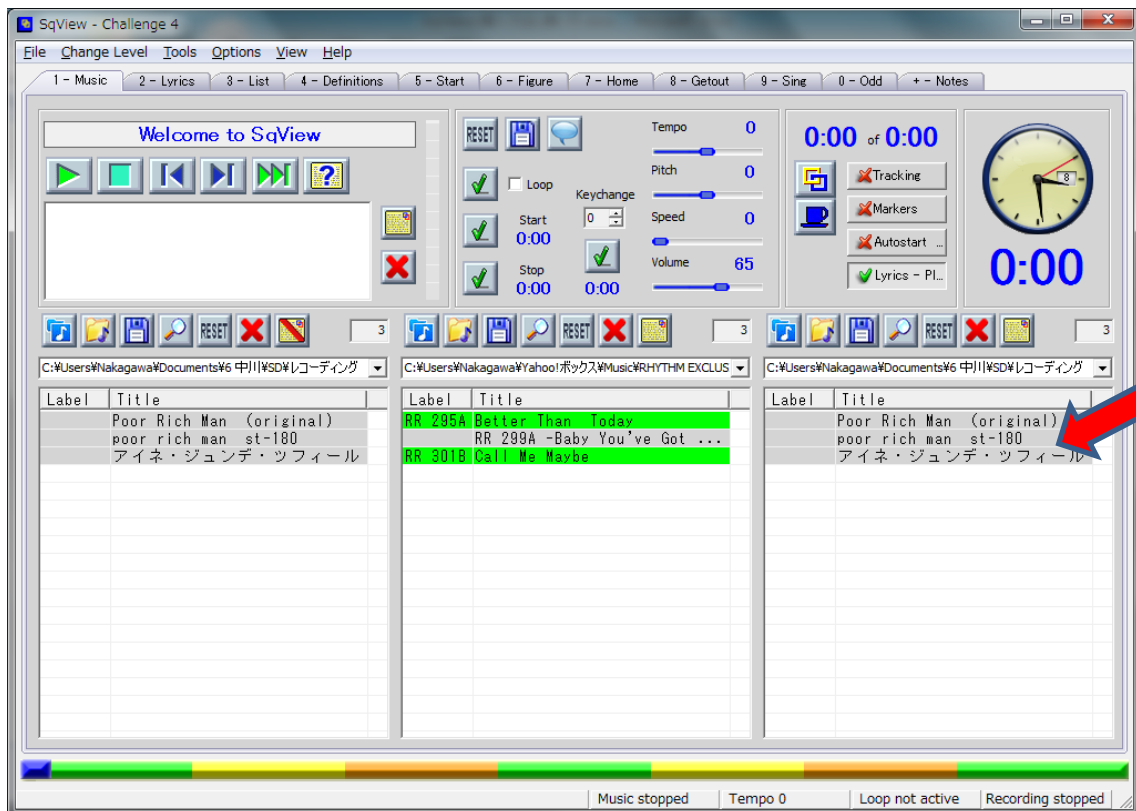 SqView - Challenge 4
File Change Level Tools Options View Help
1 - Music 2 - Lyrics 3 - List 4 - Definitions 5 - Start 6 - Figure 7 - Home 8 - Getout 9 - Sing 0 - Odd + - Notes
Welcome to SqView
RESET
Loop
Start
0:00
Stop
0:00
Keychange
0
0:00
Tempo 0
Pitch 0
Speed 0
Volume 65
0:00 of 0:00
Tracking
Markers
Autostart ...
Lyrics - Pl...
8
0:00
RESET 3
C:¥Users¥Nakagawa¥Documents¥6 中川¥SD¥レコーディング
Label Title
Poor Rich Man (original)
poor rich man st-180
アイネ・ジュンデ・ツフィール
RESET 3
C:¥Users¥Nakagawa¥Yahoo!ボックス¥Music¥RHYTHM EXCLUS
Label Title
RR 295A Better Than Today
RR 299A -Baby You've Got ...
RR 301B Call Me Maybe
RESET 3
C:¥Users¥Nakagawa¥Documents¥6 中川¥SD¥レコーディング
Label Title
Poor Rich Man (original)
poor rich man st-180
アイネ・ジュンデ・ツフィール
Music stopped Tempo 0 Loop not active Recording stopped